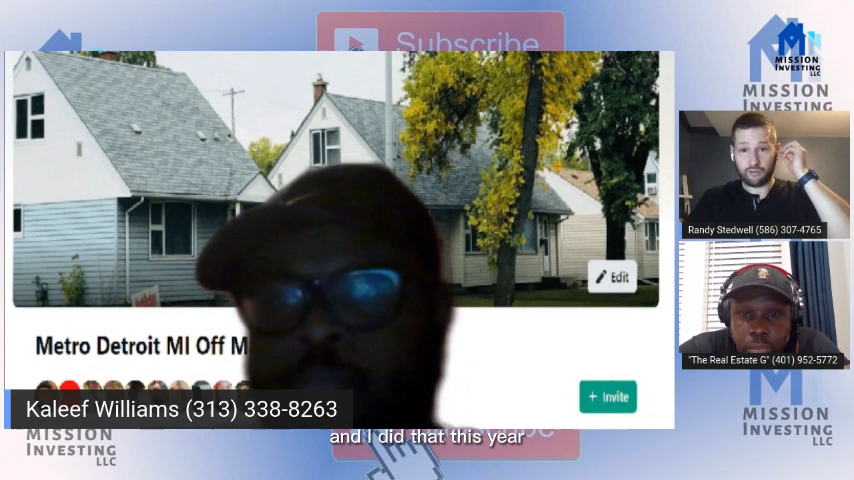 Subscribe
MISSION
INVESTING
LLC
MISSION
INVESTING
Edit
Randy Stedwell (586) 307-4765
Metro Detroit MI Off M
"The Real Estate G" (401) 952-5772
+ Invite
Kaleef Williams (313) 338-8263
and I did that this year
MISSION
INVESTING
LLC
MISSION
INVESTING
LLC